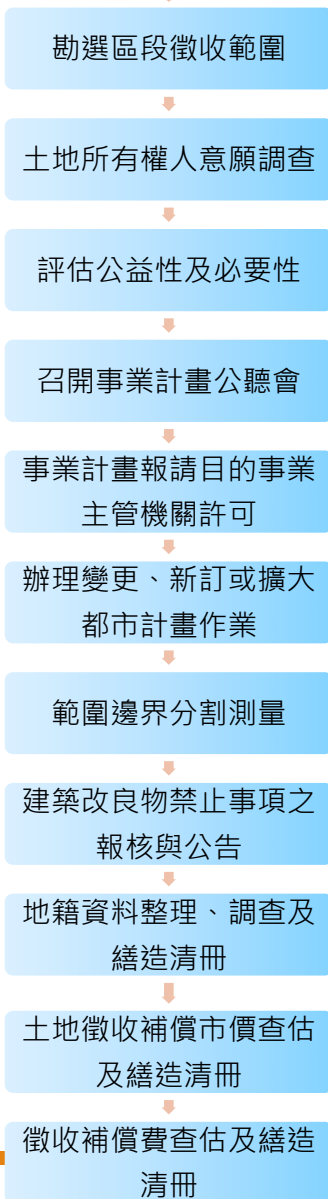 勘選區段徵收範圍
土地所有權人意願調查
評估公益性及必要性
召開事業計畫公聽會
事業計畫報請目的事業
主管機關許可
辦理變更、新訂或擴大
都市計畫作業
範圍邊界分割測量
建築改良物禁止事項之
報核與公告
地籍資料整理、調查及
繕造清冊
土地徵收補償市價查估
及繕造清冊
徵收補償費查估及繕造
清冊